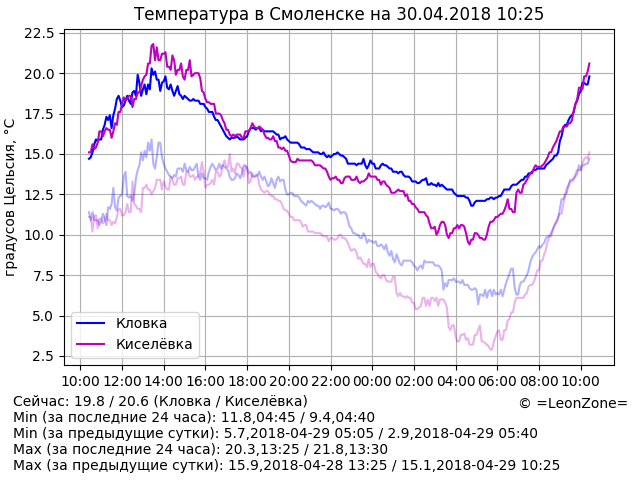 Температура в Смоленске на 30.04.2018 10:25
градусов Цельсия, °C
22.5
20.0
17.5
15.0
12.5
10.0
7.5
5.0
2.5
Кловка
Киселёвка
10:00 12:00 14:00 16:00 18:00 20:00 22:00 00:00 02:00 04:00 06:00 08:00 10:00
Сейчас: 19.8 / 20.6 (Кловка / Киселёвка)
© =LeonZone=
Min (за последние 24 часа): 11.8,04:45 / 9.4,04:40
Min (за предыдущие сутки): 5.7,2018-04-29 05:05 / 2.9,2018-04-29 05:40
Max (за последние 24 часа): 20.3,13:25 / 21.8,13:30
Max (за предыдущие сутки): 15.9,2018-04-28 13:25 / 15.1,2018-04-29 10:25